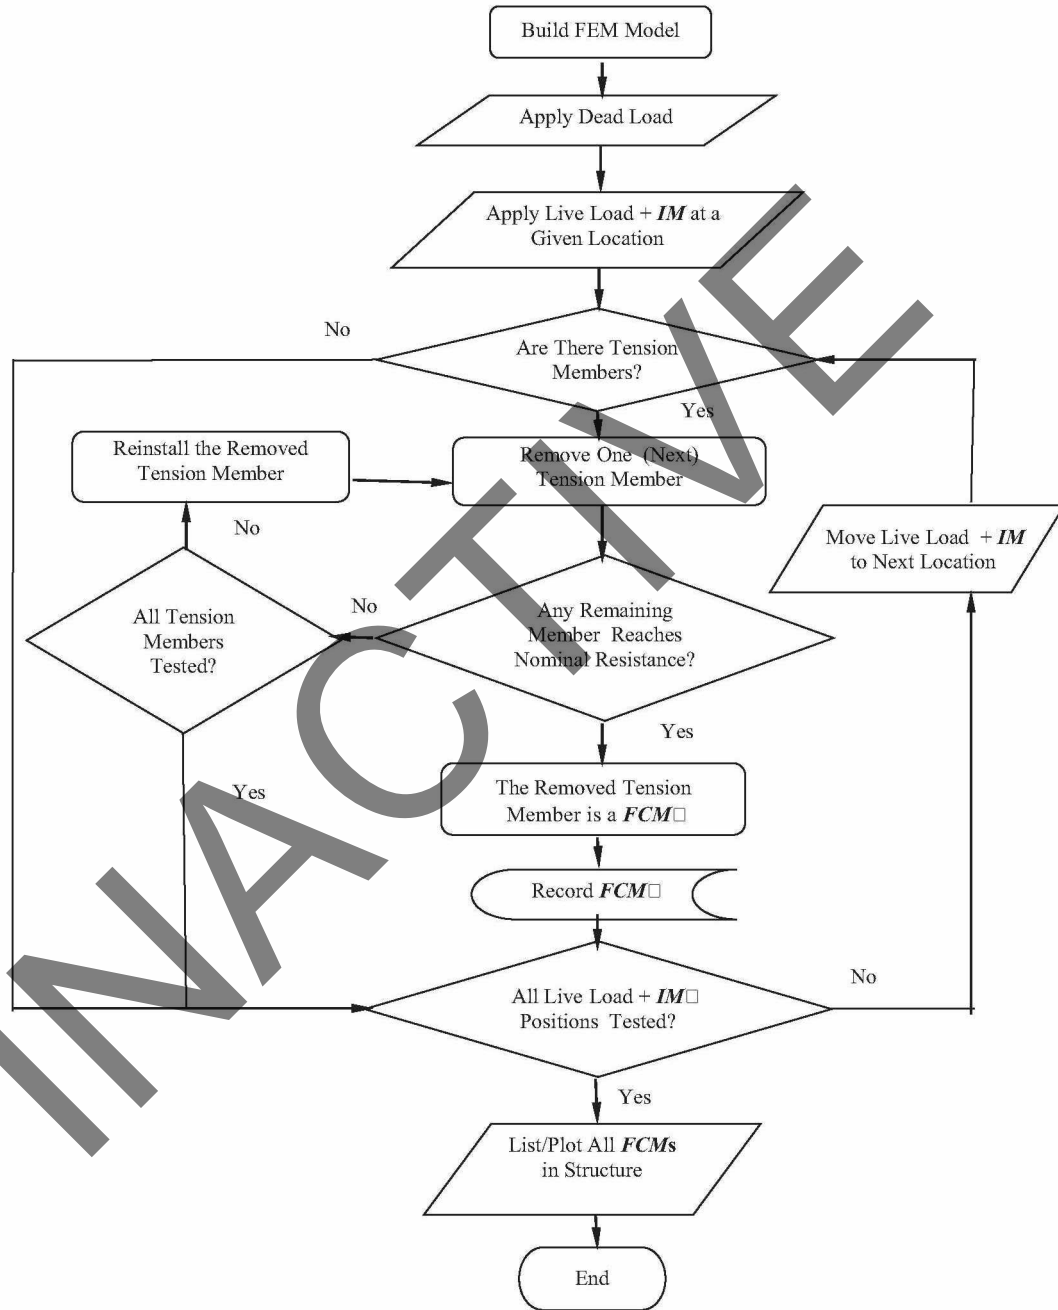 Build FEM Model
Apply Dead Load
Apply Live Load + IM at a
Given Location
No
Are There Tension
Members?
Yes
Reinstall the Removed
Tension Member
Remove One (Next)
Tension Member
No
Move Live Load + IM
to Next Location
All Tension
Members
Tested?
No
Any Remaining
Member Reaches
Nominal Resistance?
Yes
Yes
The Removed Tension
Member is a FCM□
Record FCM□
All Live Load + IM□
Positions Tested?
No
Yes
List/Plot All FCMs
in Structure
End
INACTIVE